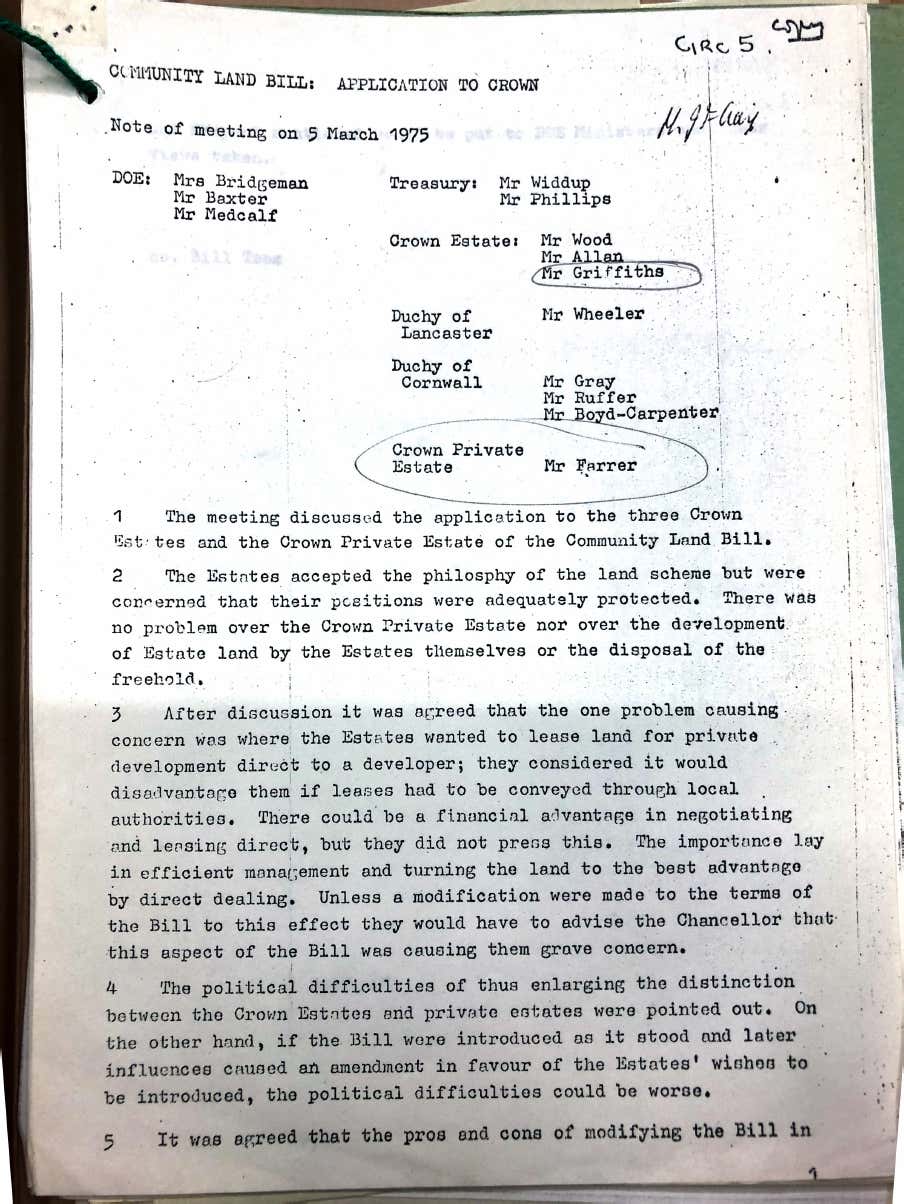 CIRC 5. copy
COMMUNITY LAND BILL: APPLICATION TO CROWN
Note of meeting on 5 March 1975
DOE: Mrs Bridgeman
Mr Baxter
Mr Medcalf
Treasury: Mr Widdup
Mr Phillips
Crown Estate: Mr Wood
Mr Allan
Mr Griffiths
Duchy of Mr Wheeler
Lancaster
Duchy of
Cornwall Mr Gray
Mr Ruffer
Mr Boyd-Carpenter
Crown Private
Estate Mr Farrer
1 The meeting discussed the application to the three Crown
Estates and the Crown Private Estate of the Community Land Bill.
2 The Estates accepted the philosphy of the land scheme but were
concerned that their positions were adequately protected. There was
no problem over the Crown Private Estate nor over the development
of Estate land by the Estates themselves or the disposal of the
freehold.
3 After discussion it was agreed that the one problem causing
concern was where the Estates wanted to lease land for private
development direct to a developer; they considered it would
disadvantage them if leases had to be conveyed through local
authorities. There could be a financial advantage in negotiating
and leasing direct, but they did not press this. The importance lay
in efficient management and turning the land to the best advantage
by direct dealing. Unless a modification were made to the terms of
the Bill to this effect they would have to advise the Chancellor that
this aspect of the Bill was causing them grave concern.
4 The political difficulties of thus enlarging the distinction
between the Crown Estates and private estates were pointed out. On
the other hand, if the Bill were introduced as it stood and later
influences caused an amendment in favour of the Estates' wishes to
be introduced, the political difficulties could be worse.
5 It was agreed that the pros and cons of modifying the Bill in